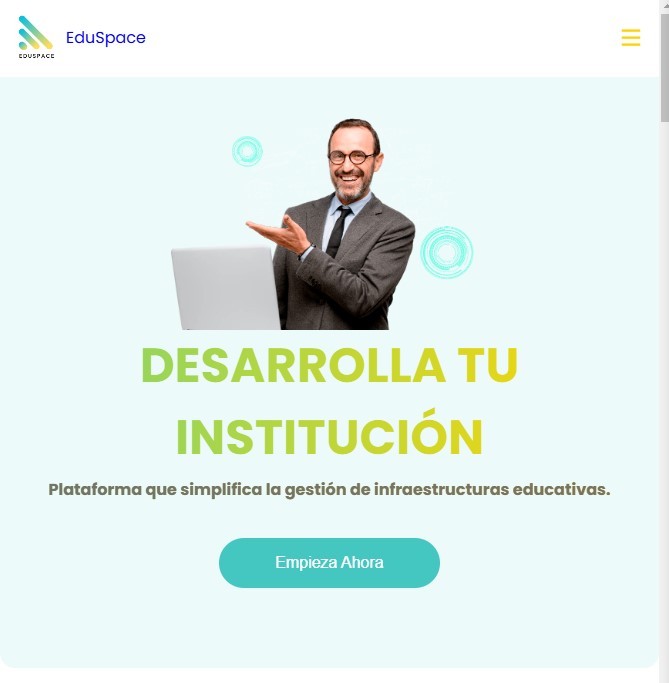 EduSpace
EDUSPACE
DESARROLLA TU
INSTITUCIÓN
Plataforma que simplifica la gestión de infraestructuras educativas.
Empieza Ahora